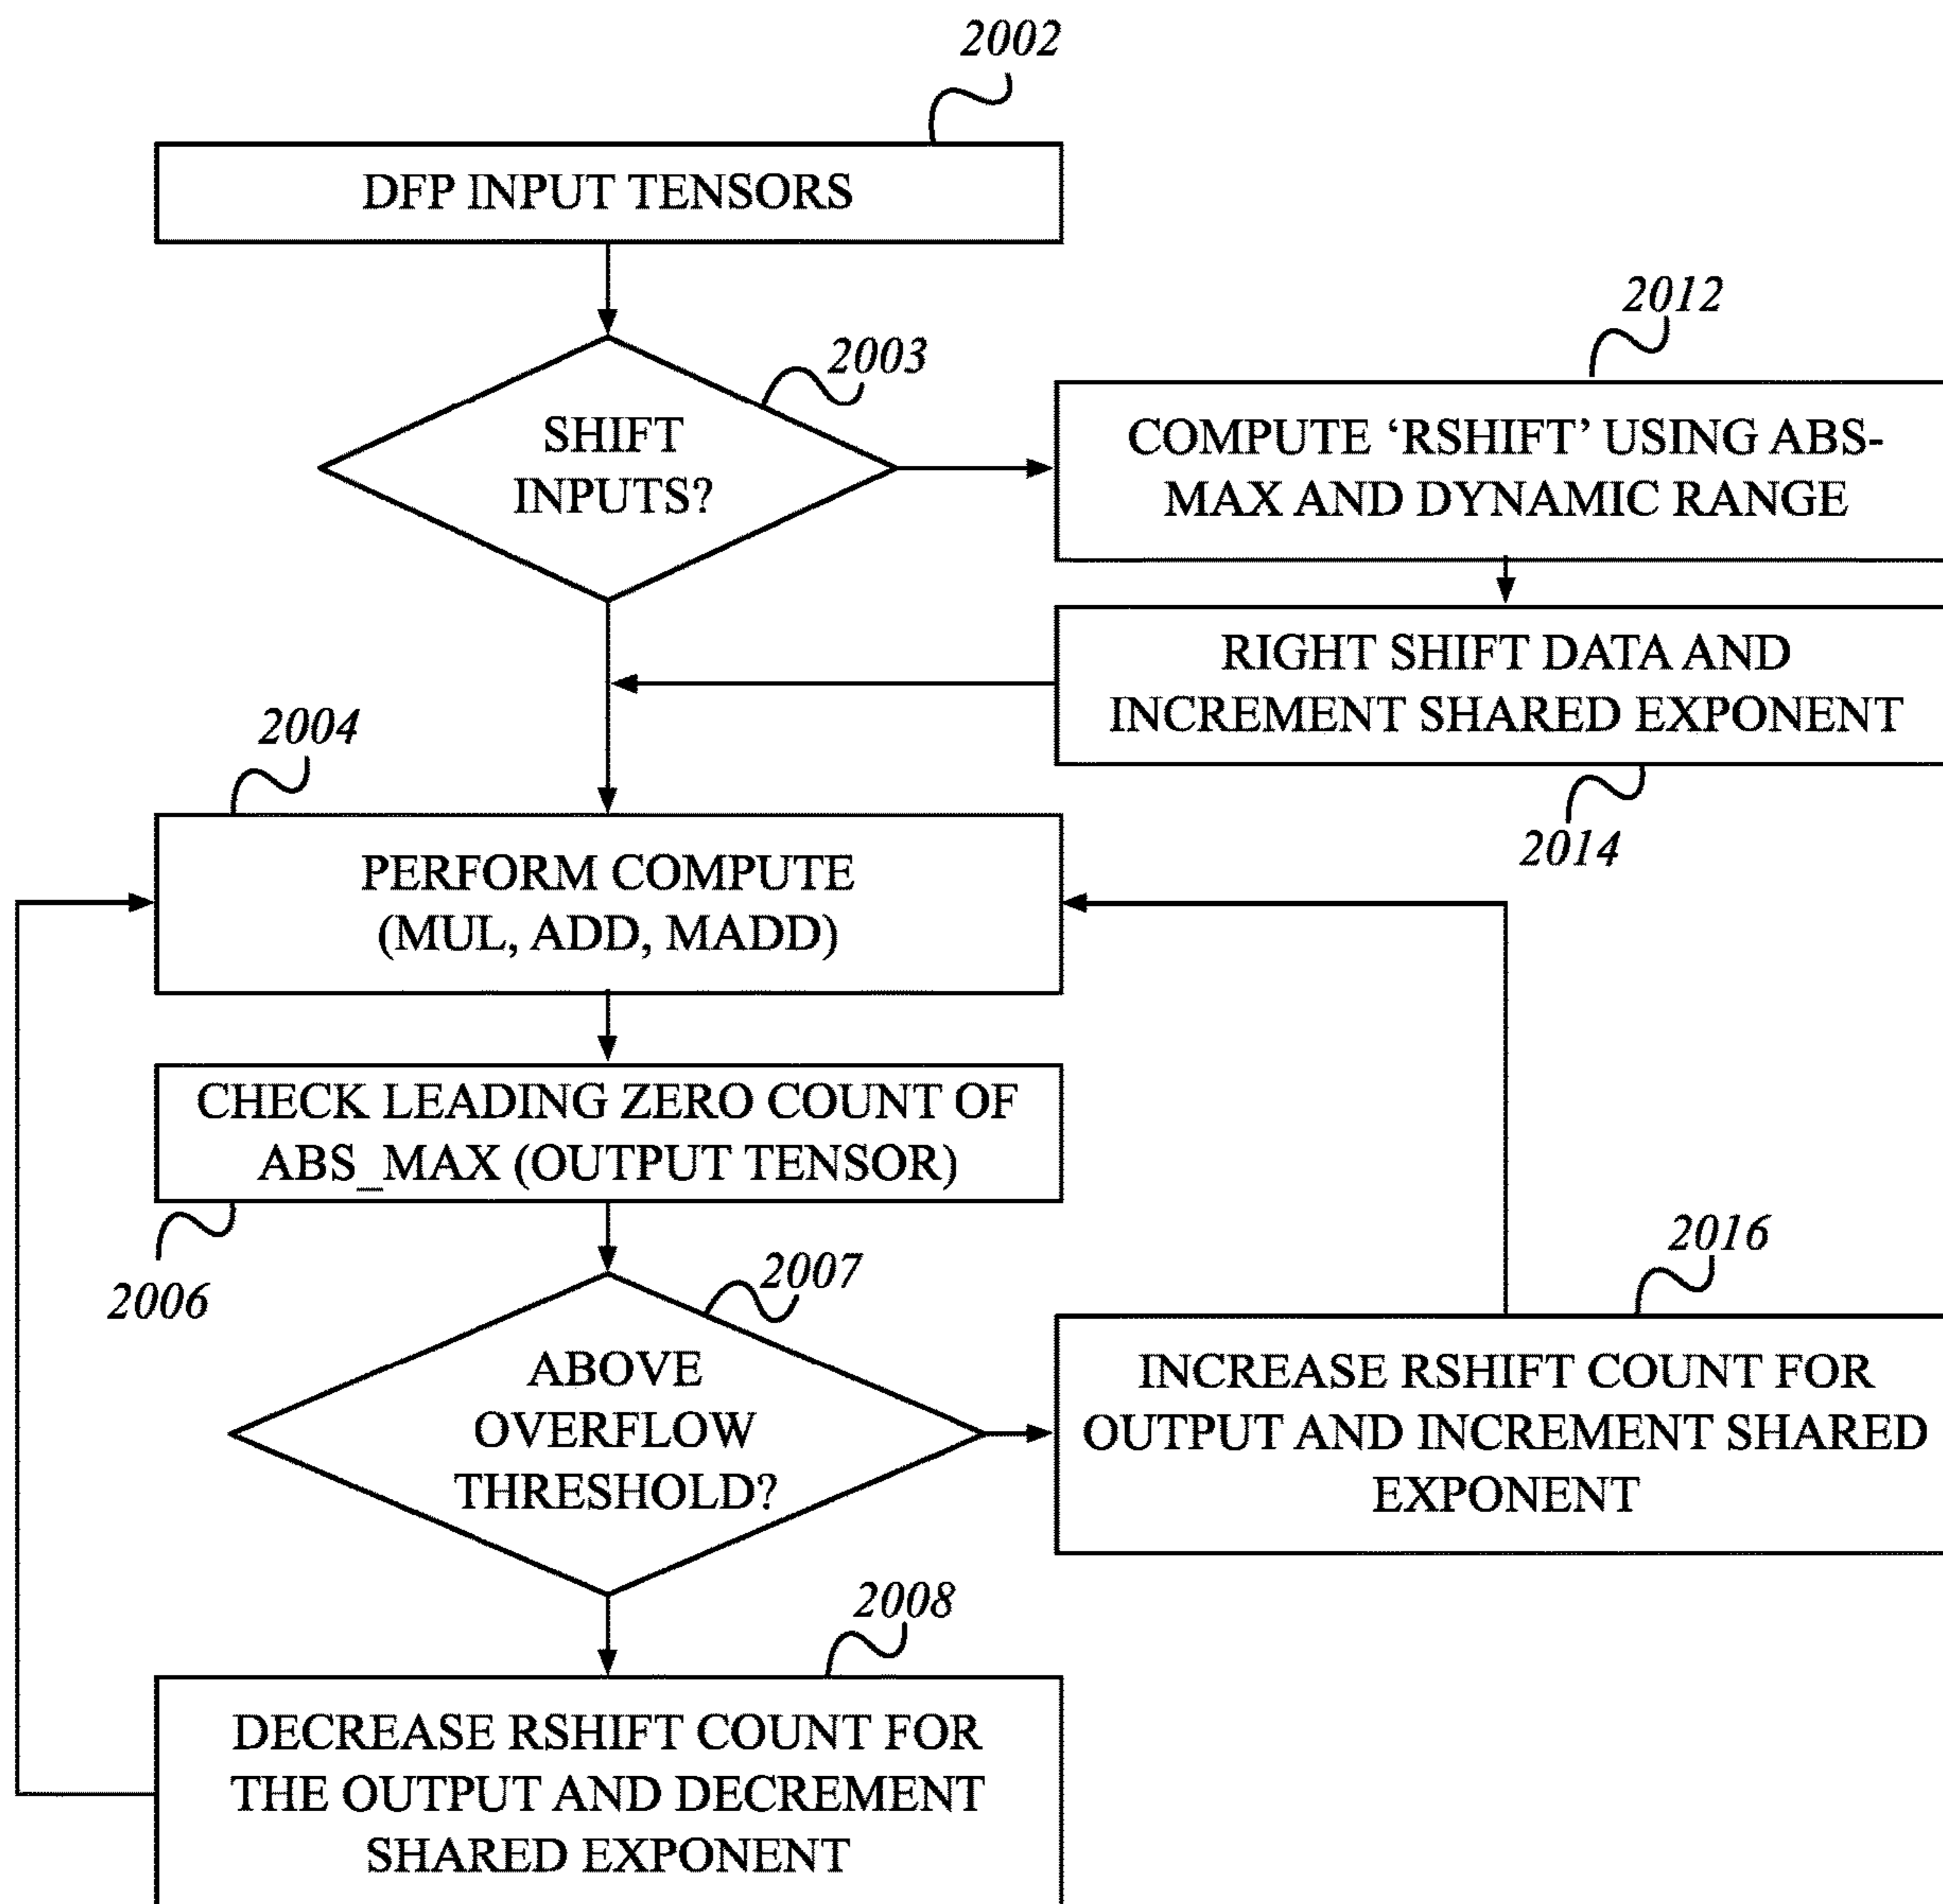 2002
DFP INPUT TENSORS
2003
SHIFT
INPUTS?
2012
COMPUTE ‘RSHIFT’ USING ABS-
MAX AND DYNAMIC RANGE
RIGHT SHIFT DATA AND
INCREMENT SHARED EXPONENT
2014
2004
PERFORM COMPUTE
(MUL, ADD, MADD)
CHECK LEADING ZERO COUNT OF
ABS_MAX (OUTPUT TENSOR)
2006
2007
ABOVE
OVERFLOW
THRESHOLD?
2016
INCREASE RSHIFT COUNT FOR
OUTPUT AND INCREMENT SHARED
EXPONENT
2008
DECREASE RSHIFT COUNT FOR
THE OUTPUT AND DECREMENT
SHARED EXPONENT